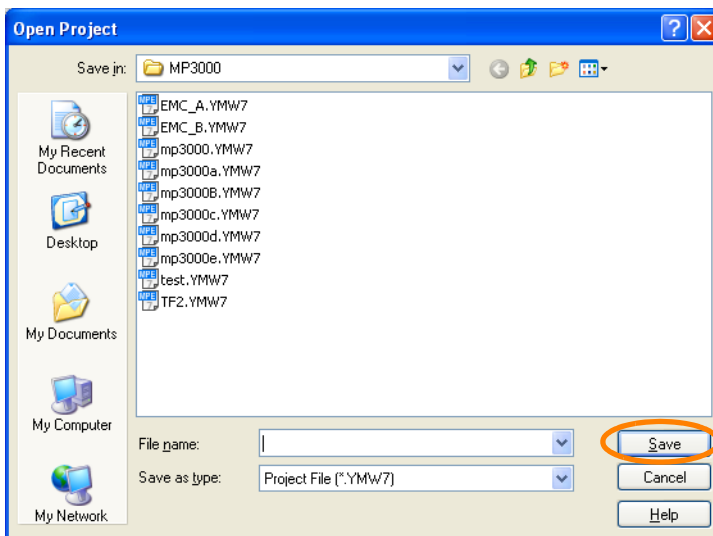 Open Project
Save in:
MP3000
My Recent
Documents
Desktop
My Documents
My Computer
My Network
EMC_A.YMW7
EMC_B.YMW7
mp3000.YMW7
mp3000a.YMW7
mp3000B.YMW7
mp3000c.YMW7
mp3000d.YMW7
mp3000e.YMW7
test.YMW7
TF2.YMW7
File name:
Save
Save as type:
Project File (*.YMW7)
Cancel
Help